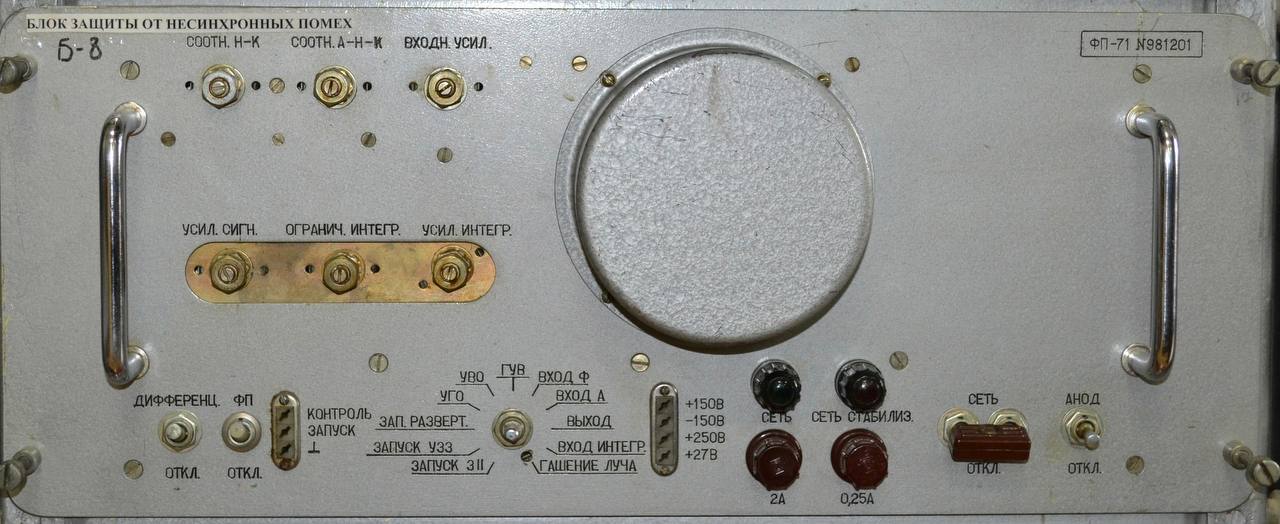 БЛОК ЗАЩИТЫ ОТ НЕСИНХРОННЫХ ПОМЕХ
Б-8
СООТН. Н-К СООТН. А-Н-К ВХОДН. УСИЛ.
ФП-71 №981201
УСИЛ. СИГН. ОГРАНИЧ. ИНТЕГР. УСИЛ. ИНТЕГР.
ДИФФЕРЕНЦ. ФП
ОТКЛ. ОТКЛ.
КОНТРОЛЬ
ЗАПУСК
⊥
ГУВ
УВО ВХОД Ф
УГО ВХОД А
ЗАП. РАЗВЕРТ. ВЫХОД
ЗАПУСК УЗЗ ВХОД ИНТЕГР.
ЗАПУСК ЗП ГАШЕНИЕ ЛУЧА
+150В
-150В
+250В
+27В
СЕТЬ СЕТЬ СТАБИЛИЗ.
2А 0,25А
СЕТЬ АНОД
ОТКЛ. ОТКЛ.